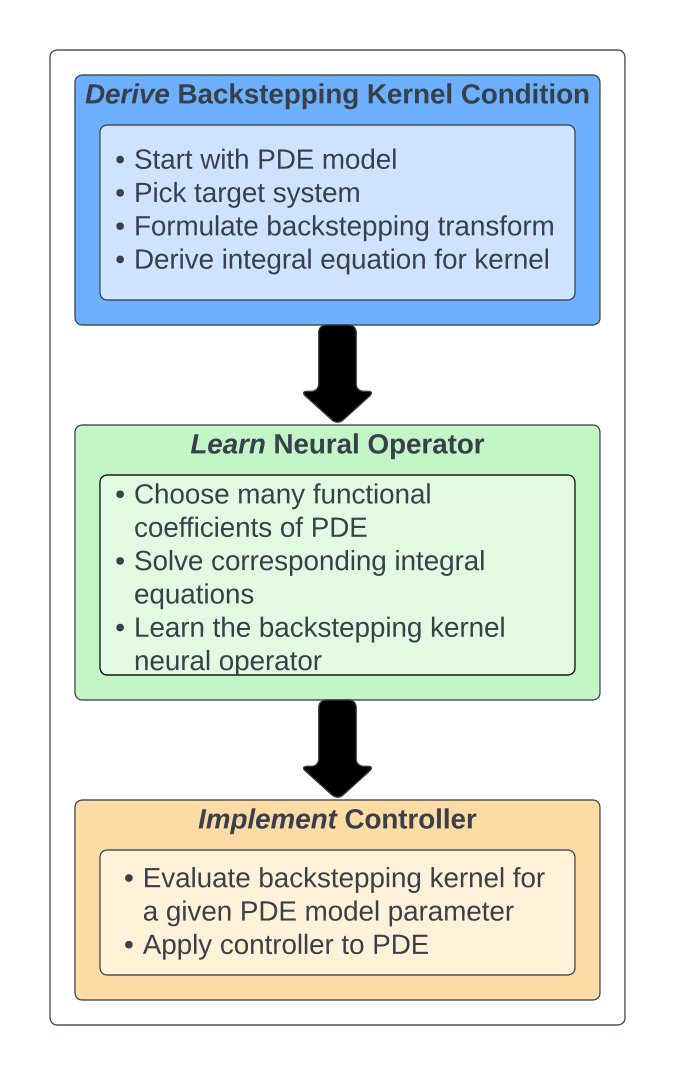 Derive Backstepping Kernel Condition
• Start with PDE model
• Pick target system
• Formulate backstepping transform
• Derive integral equation for kernel
Learn Neural Operator
• Choose many functional
coefficients of PDE
• Solve corresponding integral
equations
• Learn the backstepping kernel
neural operator
Implement Controller
• Evaluate backstepping kernel for
a given PDE model parameter
• Apply controller to PDE